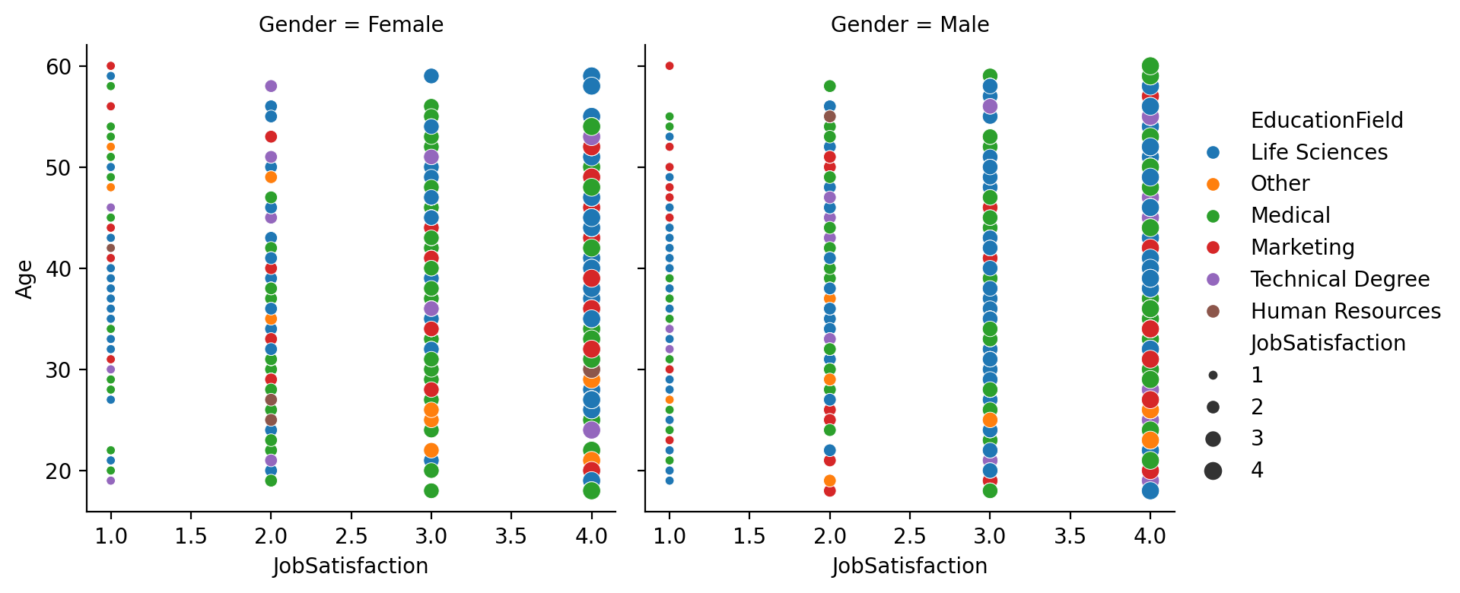 Gender = Female
Gender = Male
Age
60
50
40
30
20
1.0 1.5 2.0 2.5 3.0 3.5 4.0
1.0 1.5 2.0 2.5 3.0 3.5 4.0
JobSatisfaction
JobSatisfaction
EducationField
Life Sciences
Other
Medical
Marketing
Technical Degree
Human Resources
JobSatisfaction
1
2
3
4